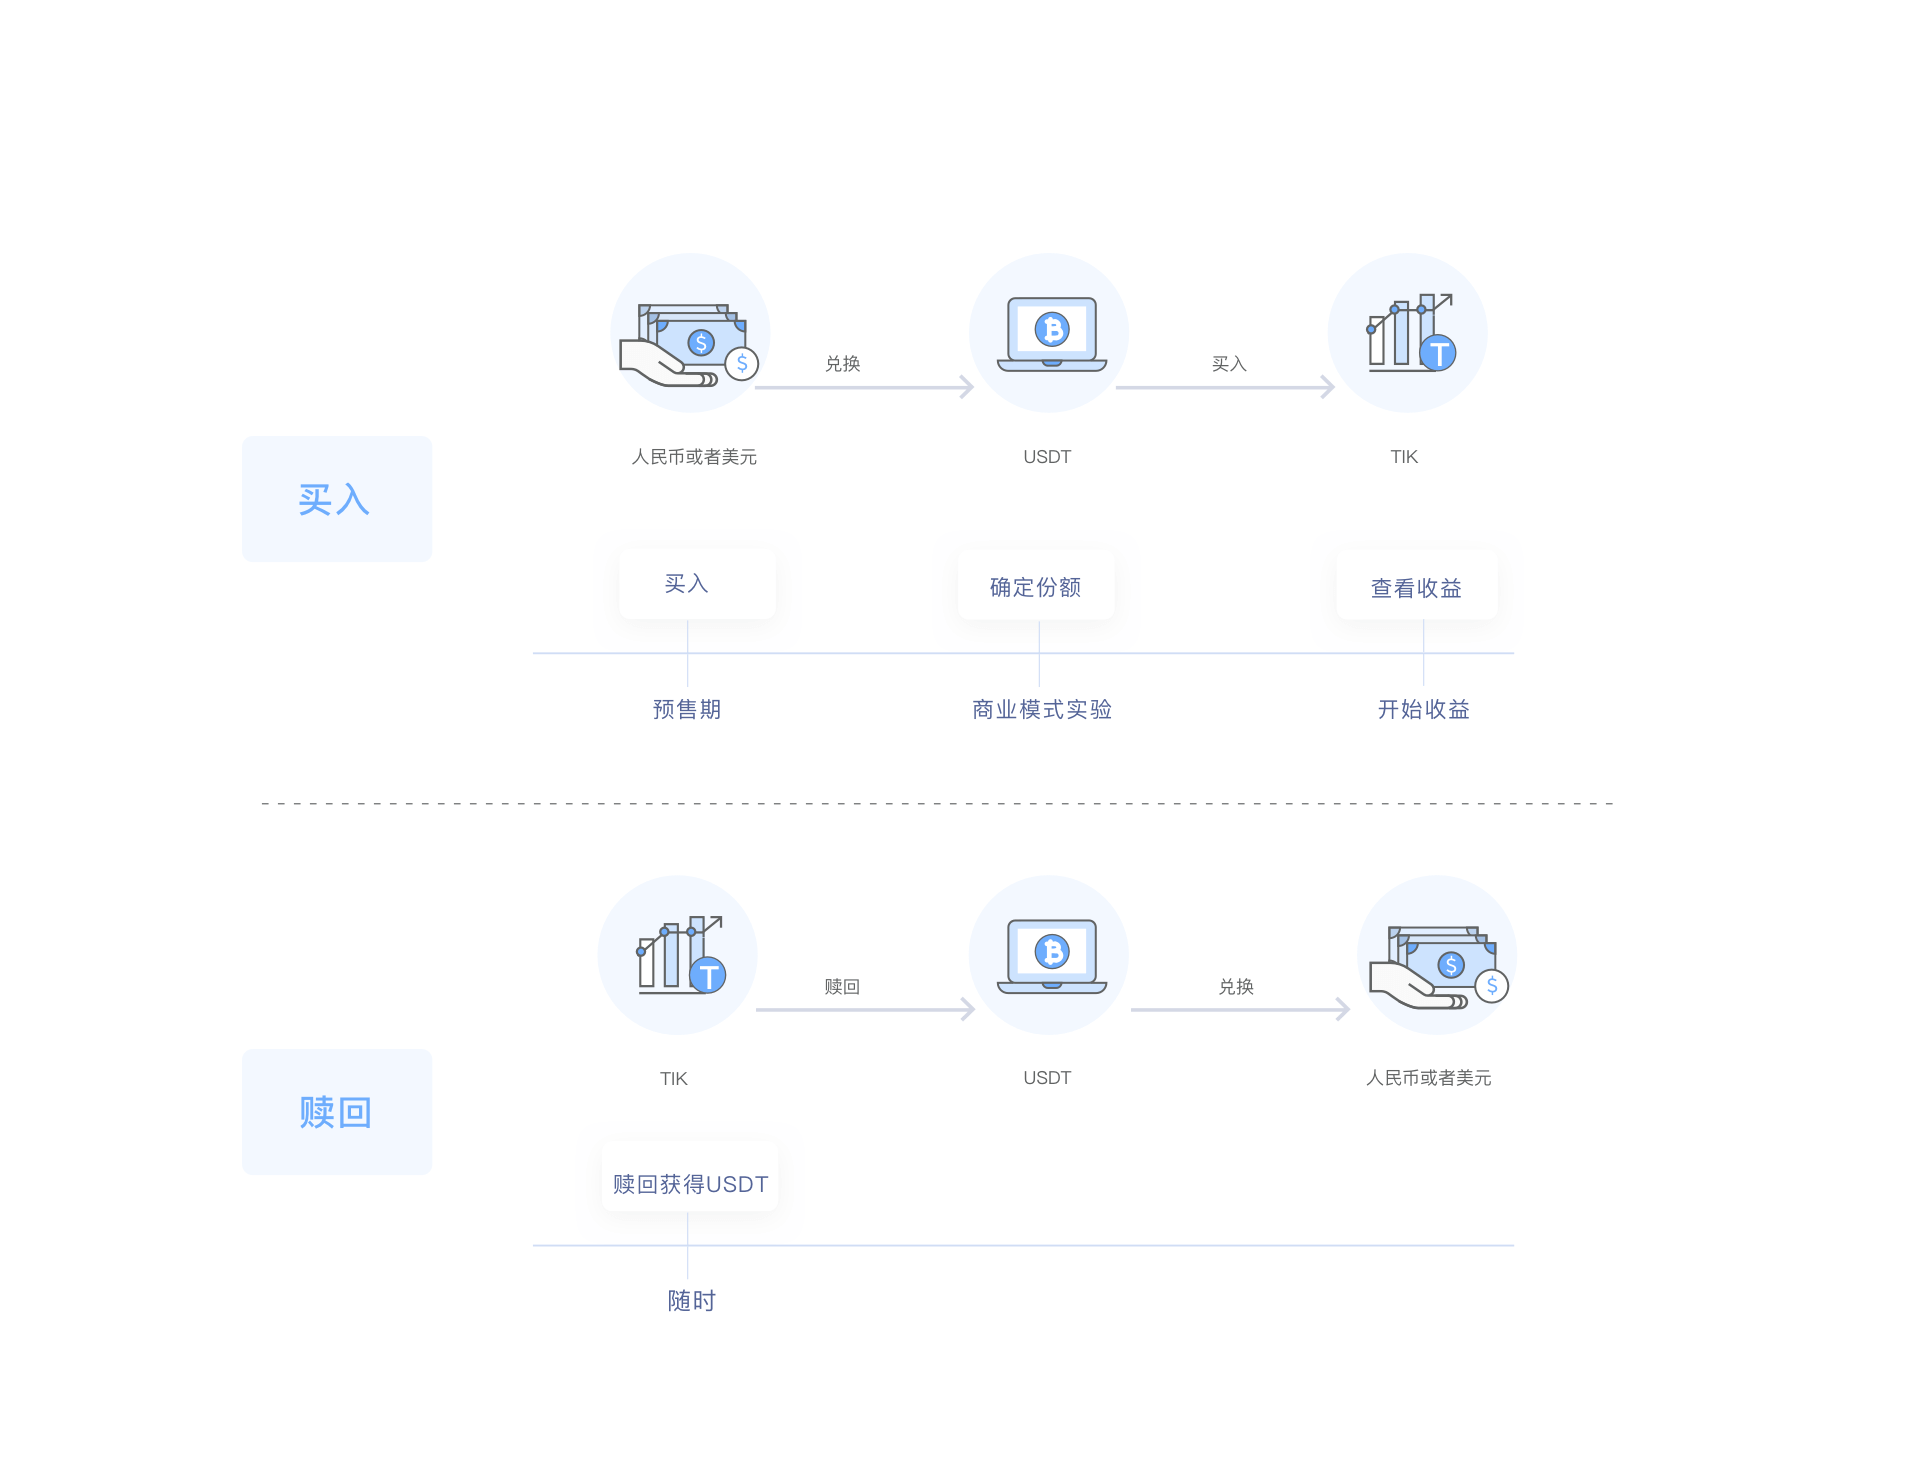 兑换
买入
人民币或者美元
USDT
TIK
买入
买入
确定份额
查看收益
预售期
商业模式实验
开始收益
赎回
兑换
TIK
USDT
人民币或者美元
赎回
赎回获得USDT
随时